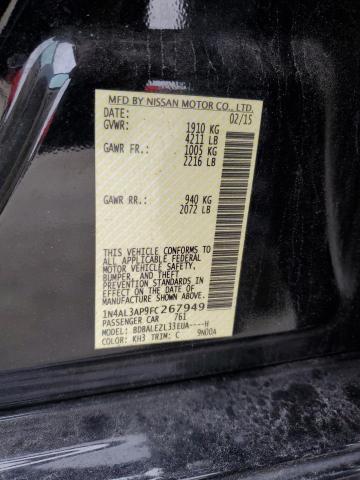 MFD BY NISSAN MOTOR CO., LTD.
DATE: 02/15
GVWR: 1910 KG
4211 LB
GAWR FR.: 1005 KG
2216 LB
GAWR RR.: 940 KG
2072 LB
THIS VEHICLE CONFORMS TO
ALL APPLICABLE FEDERAL
MOTOR VEHICLE SAFETY,
BUMPER, AND THEFT
PREVENTION STANDARDS IN
EFFECT ON THE DATE OF
MANUFACTURE SHOWN ABOVE.
1N4AL3AP9FC267949
PASSENGER CAR 761
MODEL: BDBALEZL33EUA----H
COLOR: KH3 TRIM: C 9N00A